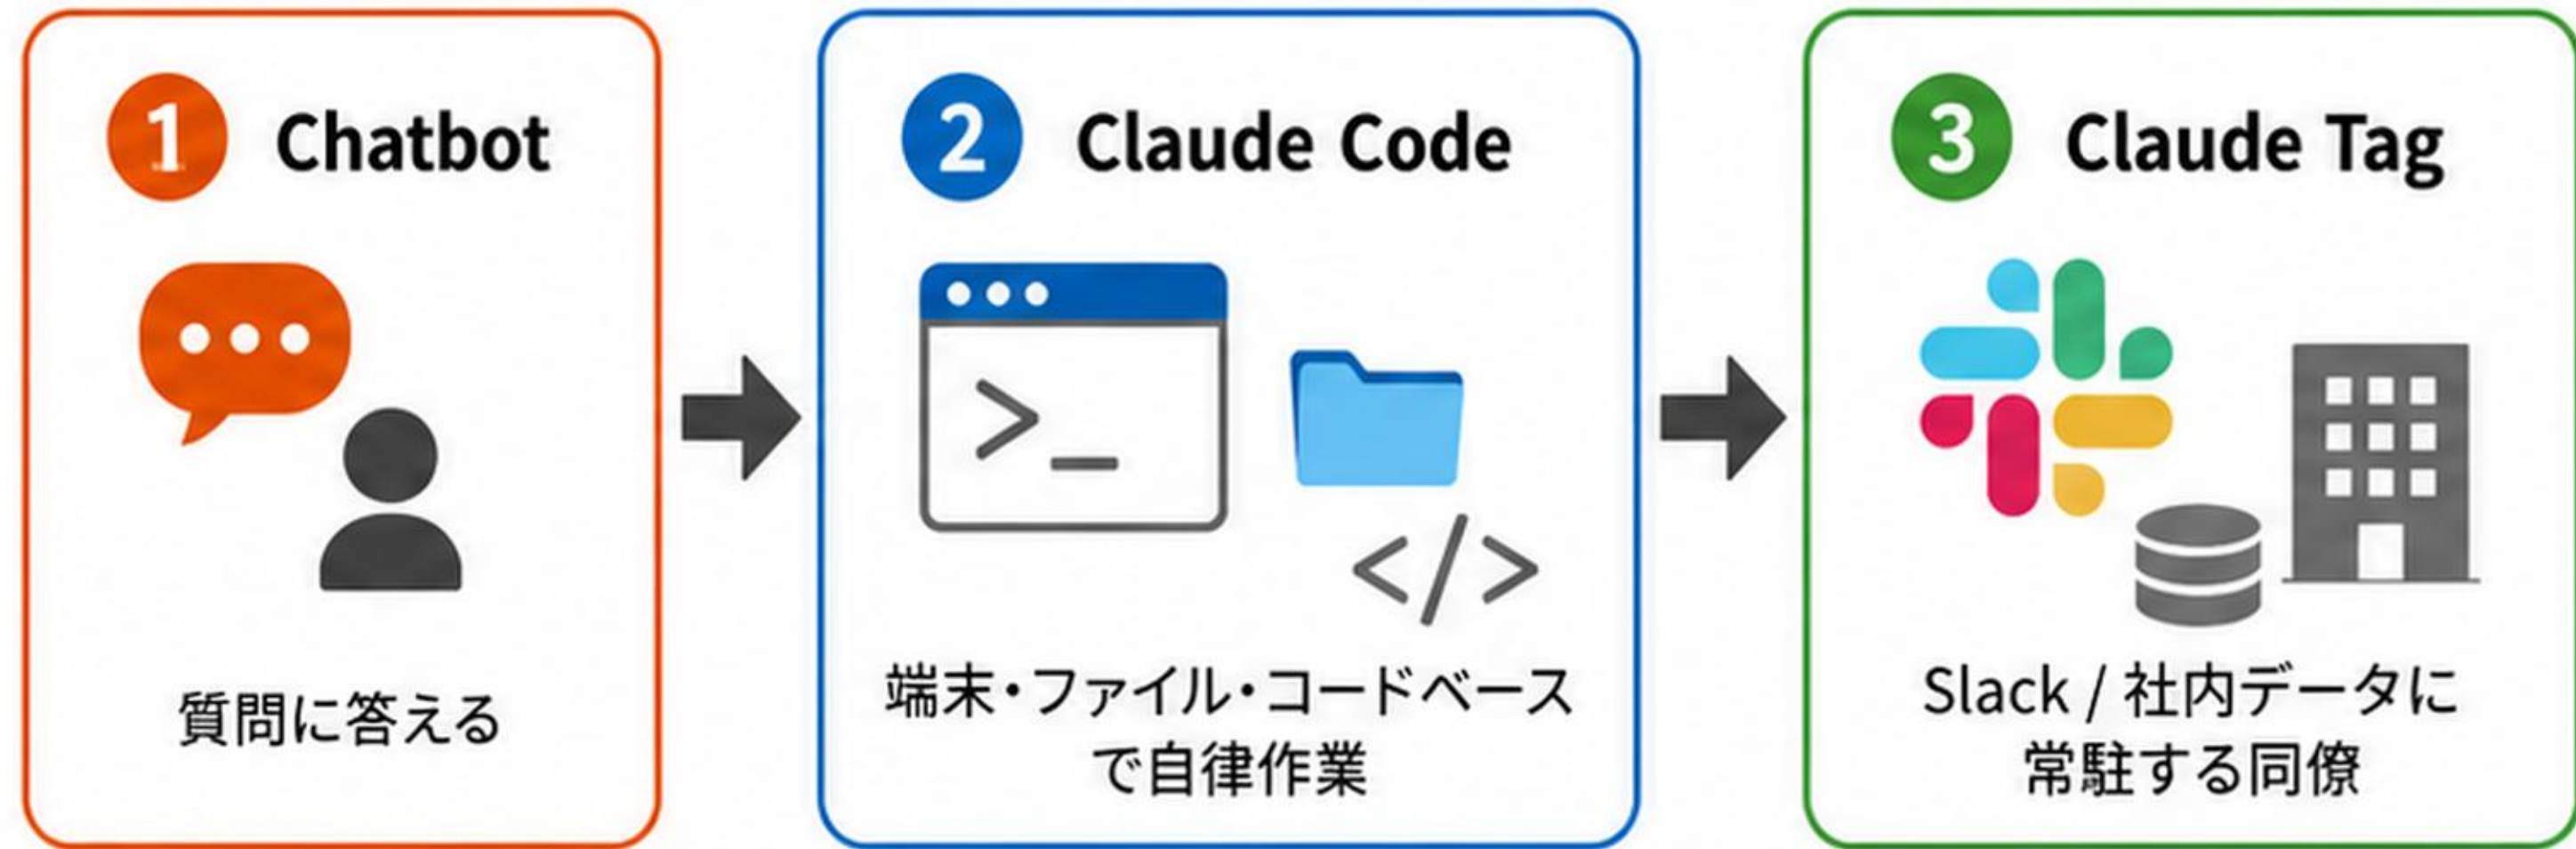 1 Chatbot
質問に答える
2 Claude Code
>_
</>
端末・ファイル・コードベース
で自律作業
3 Claude Tag
Slack / 社内データに
常駐する同僚